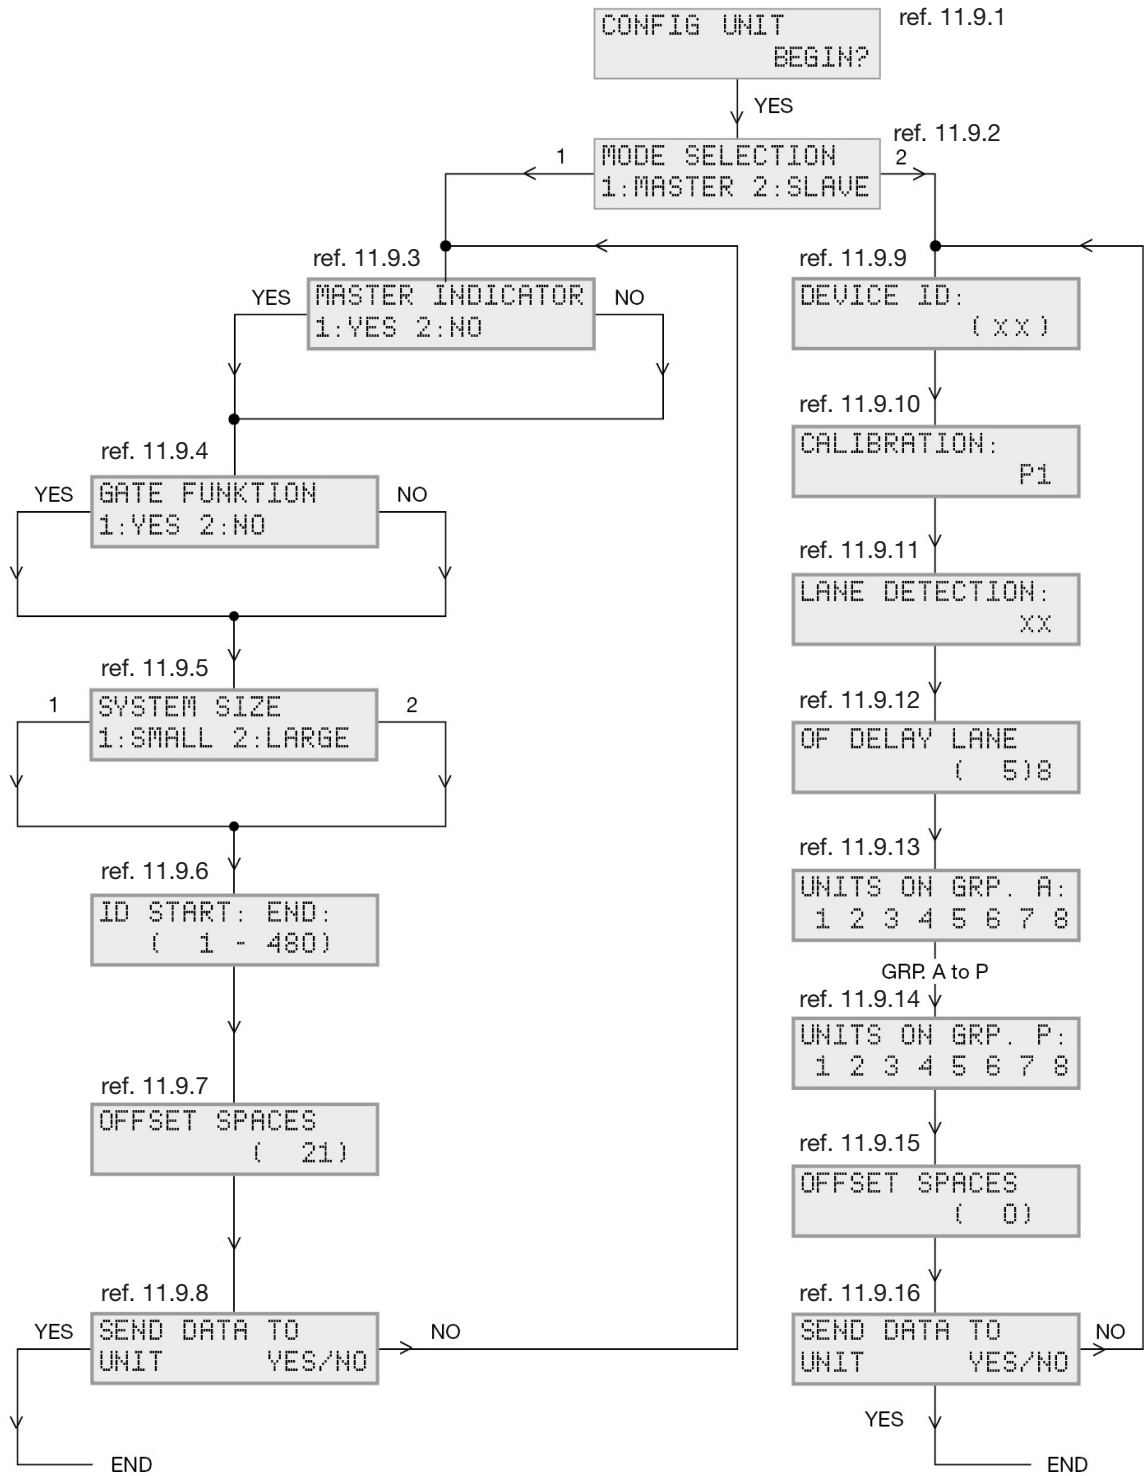 ref. 11.9.1
CONFIG UNIT
BEGIN?
YES
ref. 11.9.2
1
MODE SELECTION
1:MASTER 2:SLAVE
2
ref. 11.9.3
YES
MASTER INDICATOR
1:YES 2:NO
NO
ref. 11.9.4
YES
GATE FUNKTION
1:YES 2:NO
NO
ref. 11.9.5
1
SYSTEM SIZE
1:SMALL 2:LARGE
2
ref. 11.9.6
ID START: END:
( 1 - 480)
ref. 11.9.7
OFFSET SPACES
( 21)
ref. 11.9.8
YES
SEND DATA TO
UNIT YES/NO
NO
END
ref. 11.9.9
DEVICE ID:
(xx)
ref. 11.9.10
CALIBRATION:
P1
ref. 11.9.11
LANE DETECTION:
XX
ref. 11.9.12
OF DELAY LANE
( 5)8
ref. 11.9.13
UNITS ON GRP. A:
1 2 3 4 5 6 7 8
GRP. A to P
ref. 11.9.14
UNITS ON GRP. P:
1 2 3 4 5 6 7 8
ref. 11.9.15
OFFSET SPACES
( 0)
ref. 11.9.16
SEND DATA TO
UNIT YES/NO
NO
YES
END